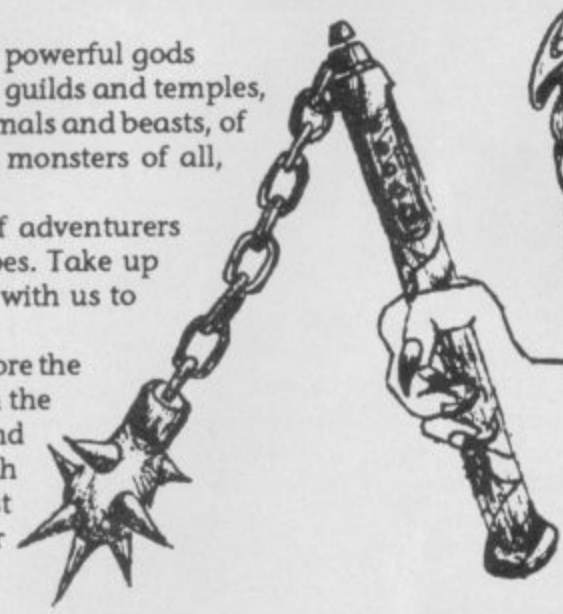 powerful gods
guilds and temples,
mals and beasts, of
monsters of all,
f adventurers
es. Take up
with us to
ore the
the
nd
h
t
r